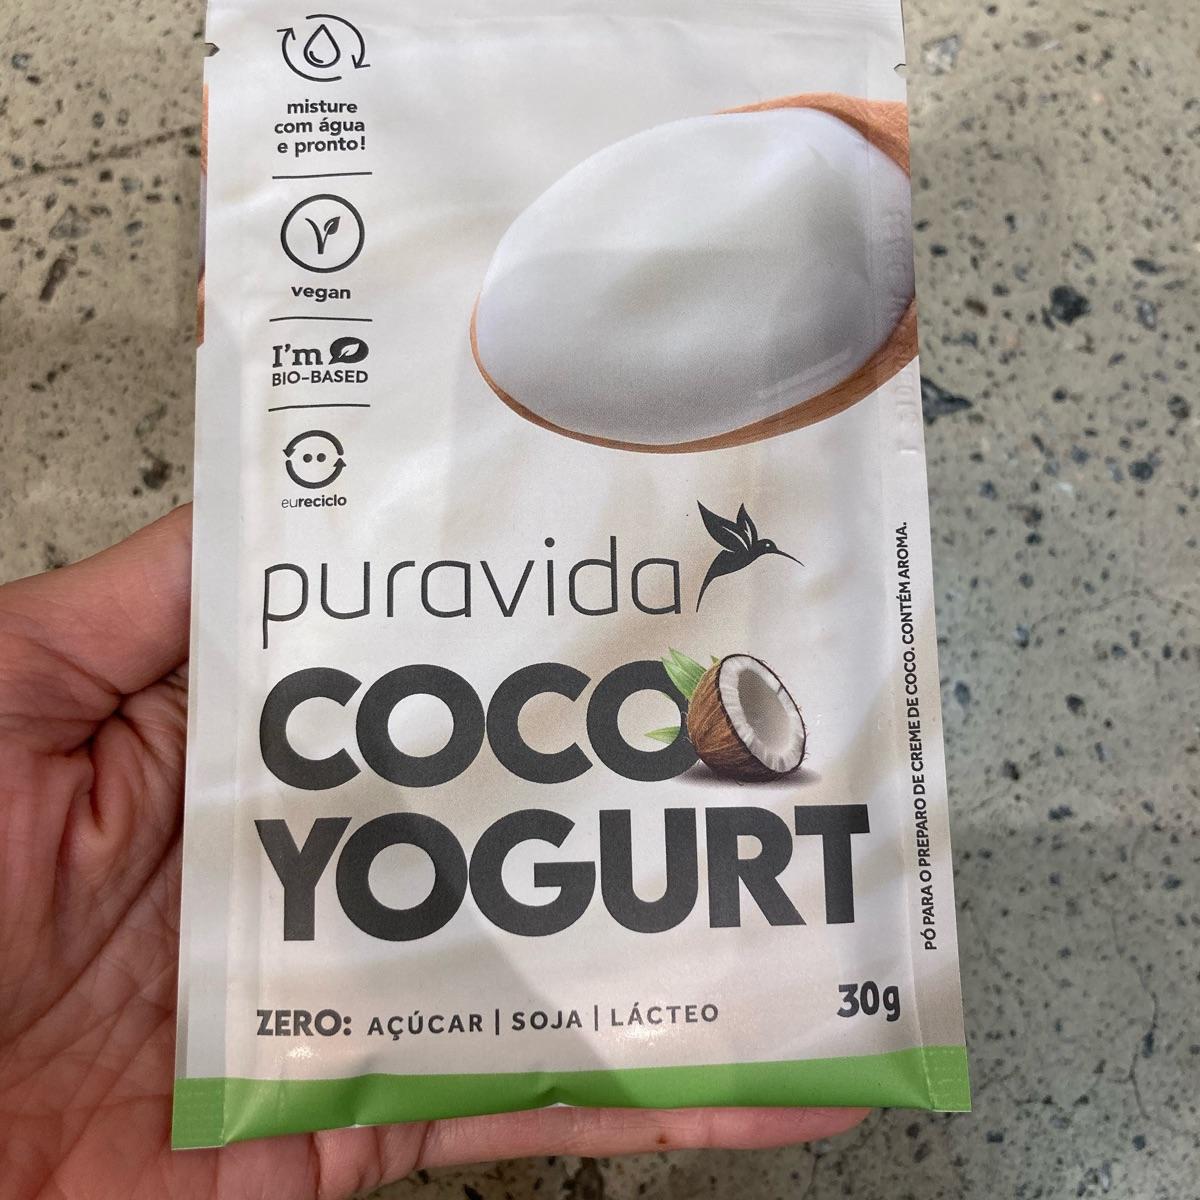 misture
com água
e pronto!
vegan
I'm
BIO-BASED
eureciclo
puravida
COCO
YOGURT
ZERO: AÇÚCAR | SOJA | LÁCTEO
30g
PÓ PARA O PREPARO DE CREME DE COCO. CONTÉM AROMA.